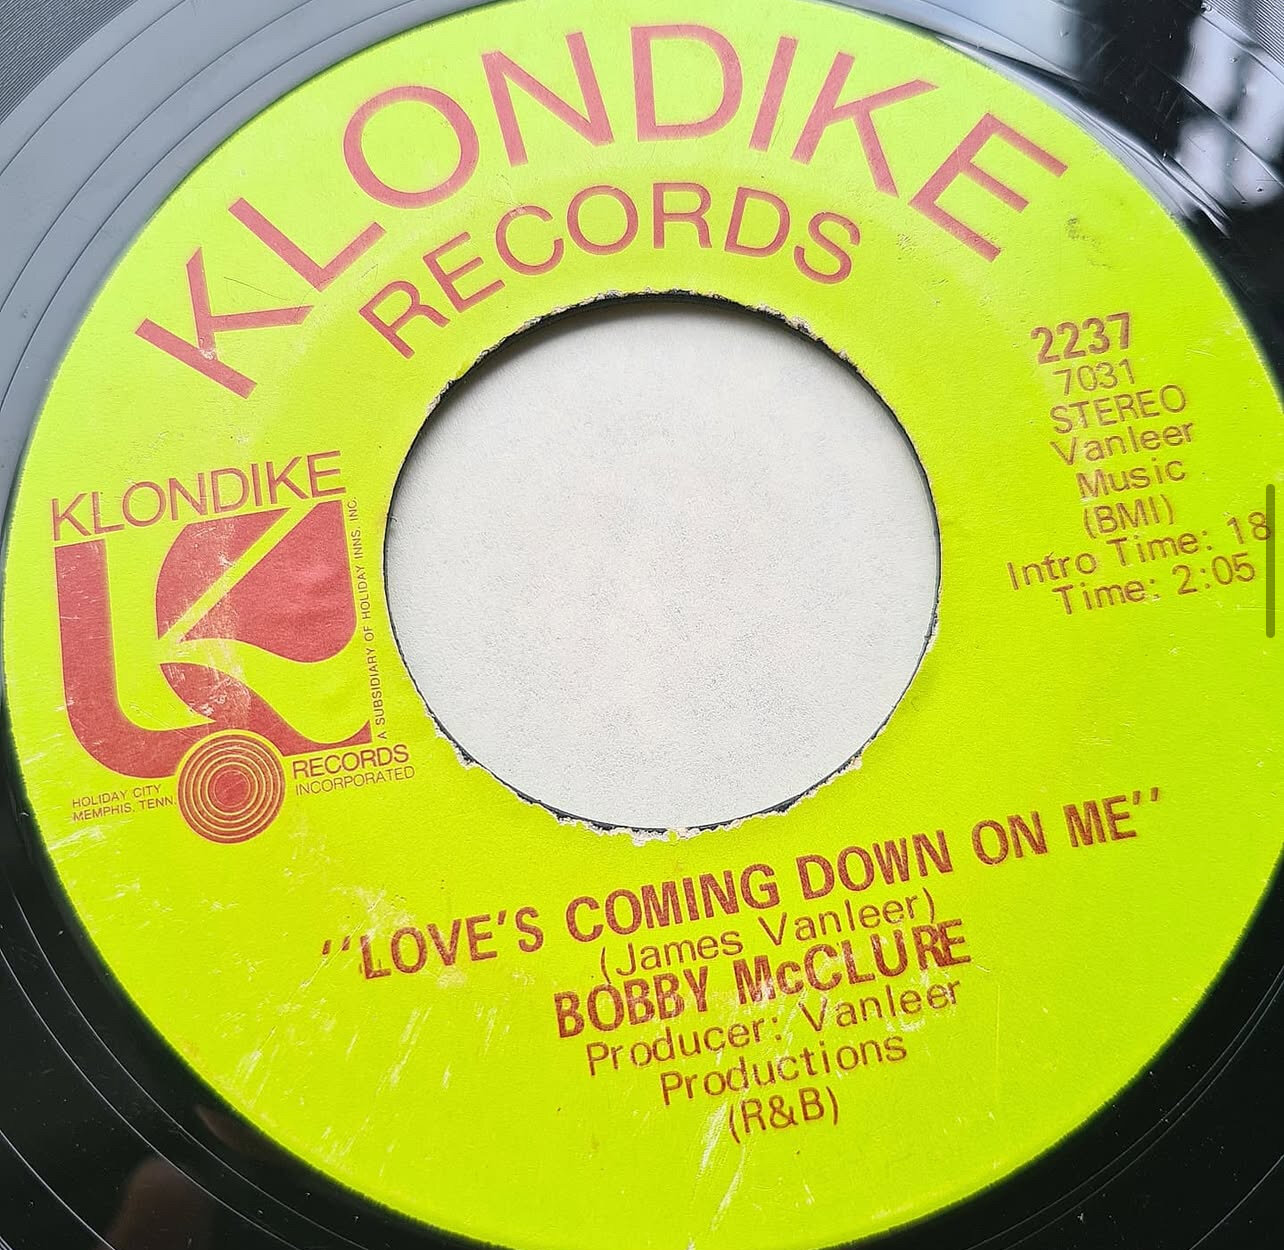 KLONDIKE
RECORDS
2237
7031
STEREO
Vanleer
Music
(BMI)
Intro Time: 18
Time: 2:05
KLONDIKE
A SUBSIDIARY OF HOLIDAY INNS, INC.
RECORDS
INCORPORATED
HOLIDAY CITY
MEMPHIS, TENN.
"LOVE'S COMING DOWN ON ME"
(James Vanleer)
BOBBY McCLURE
Producer: Vanleer
Productions
(R&B)